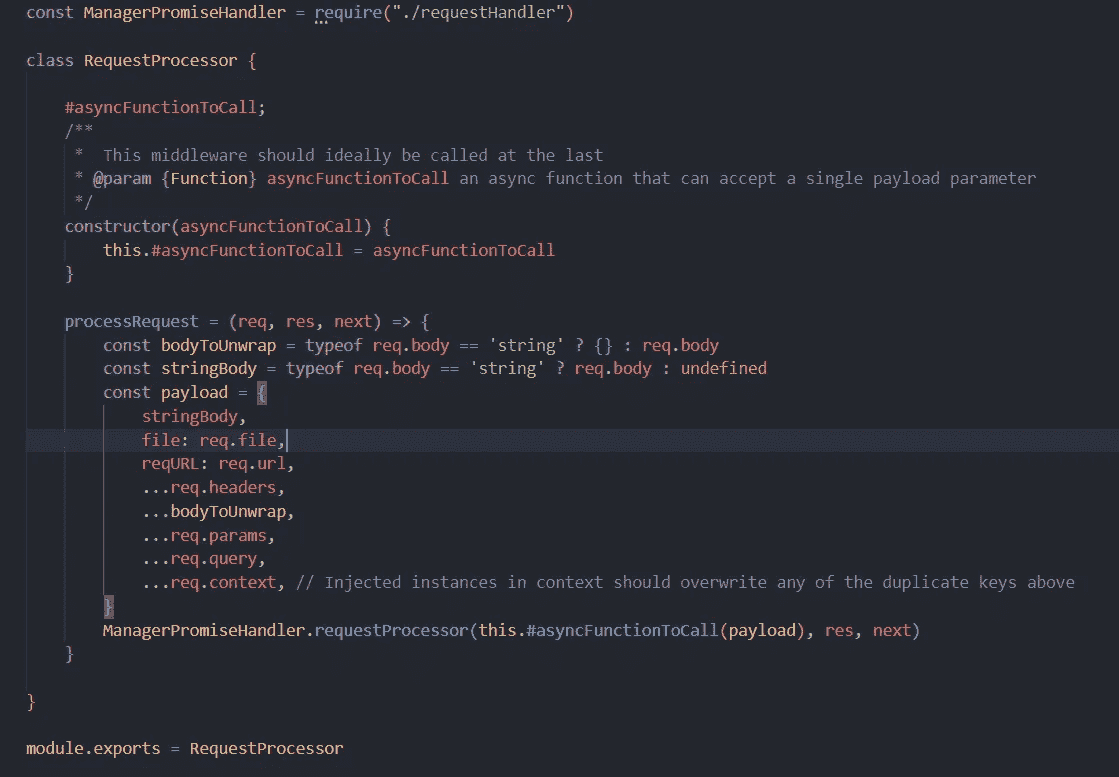 const ManagerPromiseHandler = require("./requestHandler")
class RequestProcessor {
#asyncFunctionToCall;
/**
* This middleware should ideally be called at the last
* @param {Function} asyncFunctionToCall an async function that can accept a single payload parameter
*/
constructor(asyncFunctionToCall) {
this.#asyncFunctionToCall = asyncFunctionToCall
}
processRequest = (req, res, next) => {
const bodyToUnwrap = typeof req.body == 'string' ? {} : req.body
const stringBody = typeof req.body == 'string' ? req.body : undefined
const payload = {
stringBody,
file: req.file,
reqURL: req.url,
...req.headers,
...bodyToUnwrap,
...req.params,
...req.query,
...req.context, // Injected instances in context should overwrite any of the duplicate keys above
}
ManagerPromiseHandler.requestProcessor(this.#asyncFunctionToCall(payload), res, next)
}
}
module.exports = RequestProcessor